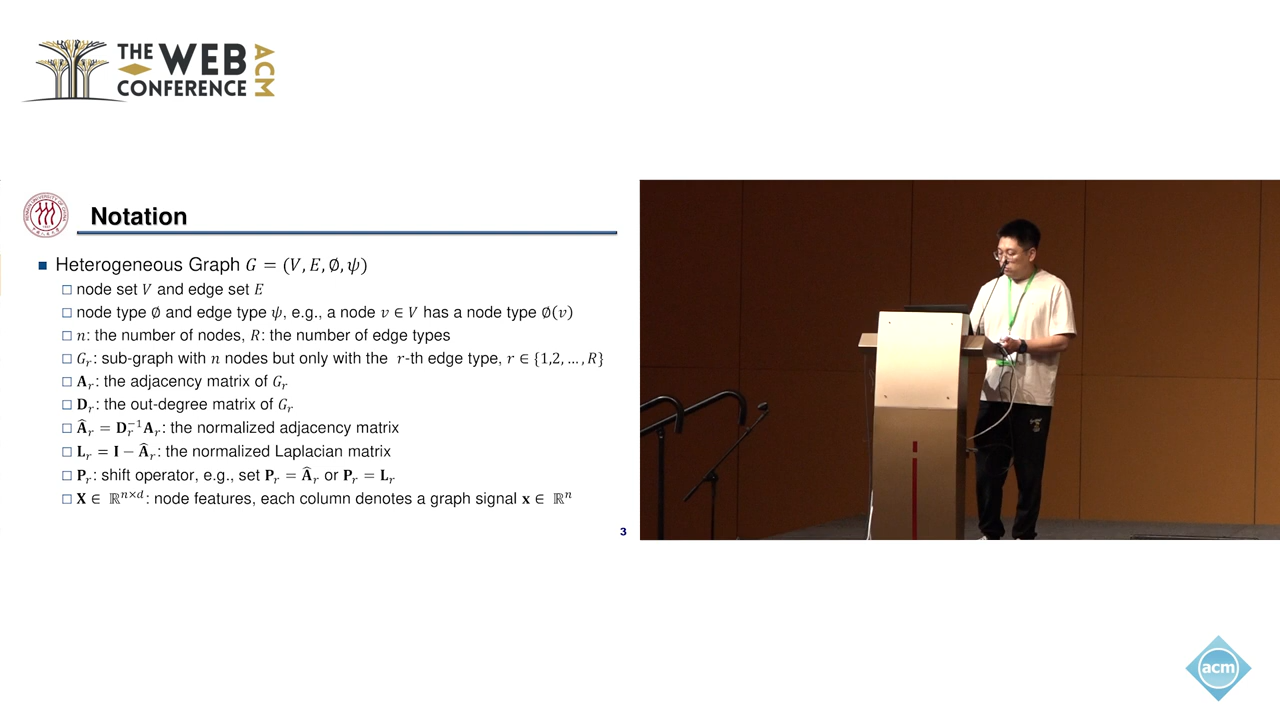 THE WEB CONFERENCE ACM
Notation
Heterogeneous Graph G = (V, E, ∅, ψ)
node set V and edge set E
node type ∅ and edge type ψ, e.g., a node v ∈ V has a node type ∅(v)
n: the number of nodes, R: the number of edge types
G_r: sub-graph with n nodes but only with the r-th edge type, r ∈ {1,2, … , R}
A_r: the adjacency matrix of G_r
D_r: the out-degree matrix of G_r
Â_r = D_r^{-1}A_r: the normalized adjacency matrix
L_r = I − Â_r: the normalized Laplacian matrix
P_r: shift operator, e.g., set P_r = Â_r or P_r = L_r
X ∈ ℝ^{n×d}: node features, each column denotes a graph signal x ∈ ℝ^n
3
acm